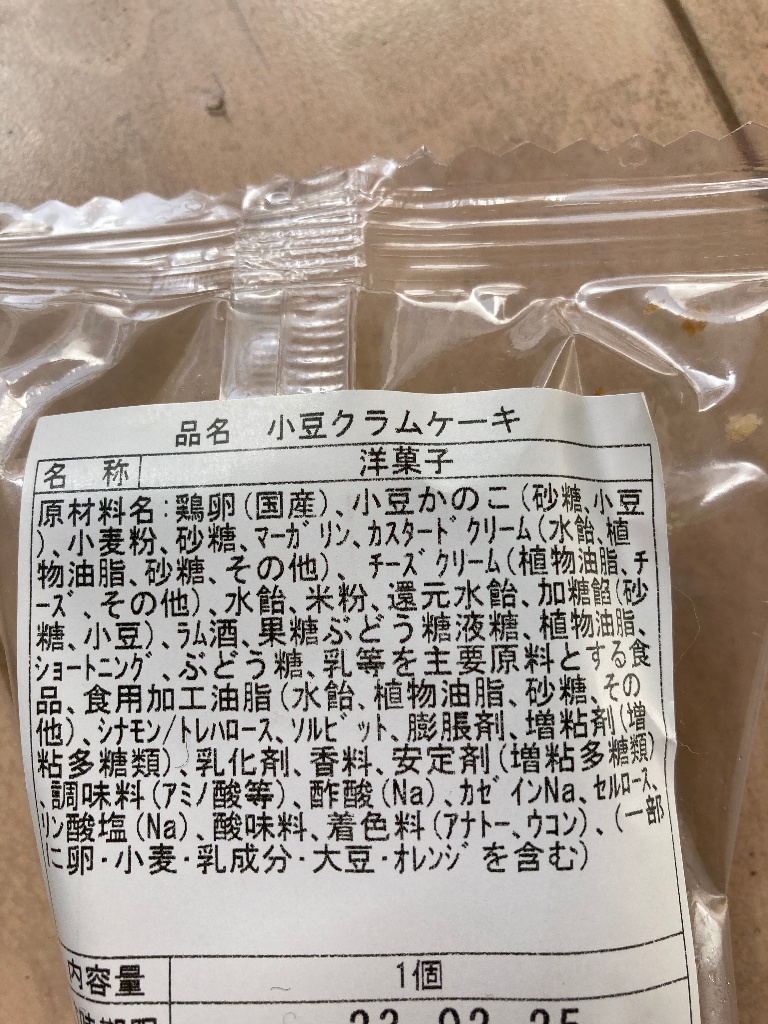 品名 小豆クラムケーキ
名 称 洋菓子
原材料名:鶏卵(国産)、小豆かのこ(砂糖、小豆
)、小麦粉、砂糖、マーガリン、カスタードクリーム(水飴、植
物油脂、砂糖、その他)、チーズクリーム(植物油脂、チ
ーズ、その他)、水飴、米粉、還元水飴、加糖餡(砂
糖、小豆)、ラム酒、果糖ぶどう糖液糖、植物油脂、
ショートニング、ぶどう糖、乳等を主要原料とする食
品、食用加工油脂(水飴、植物油脂、砂糖、その
他)、シナモン/トレハロース、ソルビット、膨脹剤、増粘剤(増
粘多糖類)、乳化剤、香料、安定剤(増粘多糖類)
、調味料(アミノ酸等)、酢酸(Na)、カゼインNa、セルロース、
リン酸塩(Na)、酸味料、着色料(アナトー、ウコン)、(一部
に卵・小麦・乳成分・大豆・オレンジを含む)
内容量 1個